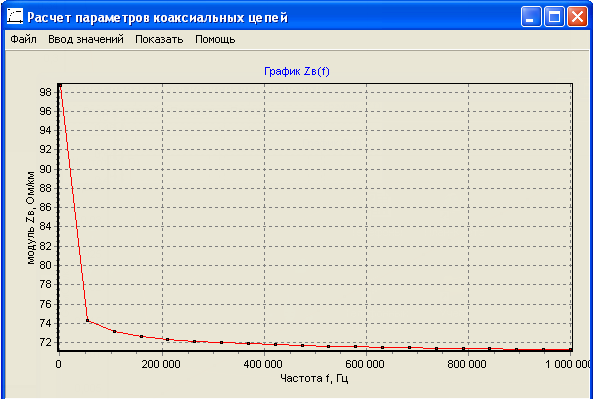 Расчет параметров коаксиальных цепей
Файл Ввод значений Показать Помощь
График Zв(f)
98
96
94
92
90
88
86
84
82
80
78
76
74
72
модуль Zв, Ом/км
0 200 000 400 000 600 000 800 000 1 000 00
Частота f, Гц